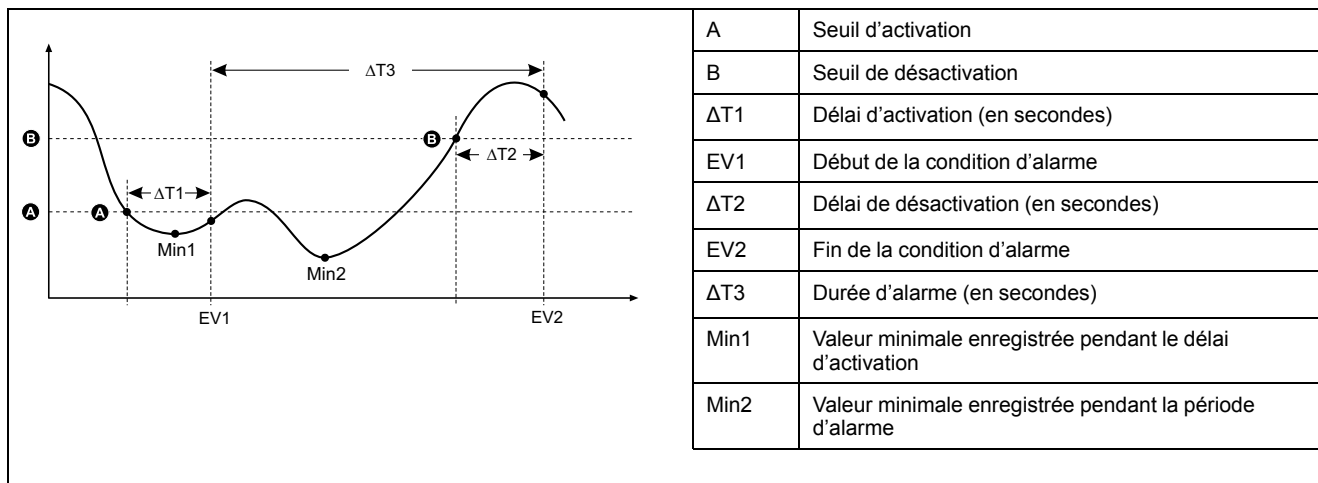 ΔT3
B
B
ΔT2
ΔT1
A
A
Min1
Min2
EV1
EV2
A Seuil d’activation
B Seuil de désactivation
ΔT1 Délai d’activation (en secondes)
EV1 Début de la condition d’alarme
ΔT2 Délai de désactivation (en secondes)
EV2 Fin de la condition d’alarme
ΔT3 Durée d’alarme (en secondes)
Min1 Valeur minimale enregistrée pendant le délai
d’activation
Min2 Valeur minimale enregistrée pendant la période
d’alarme